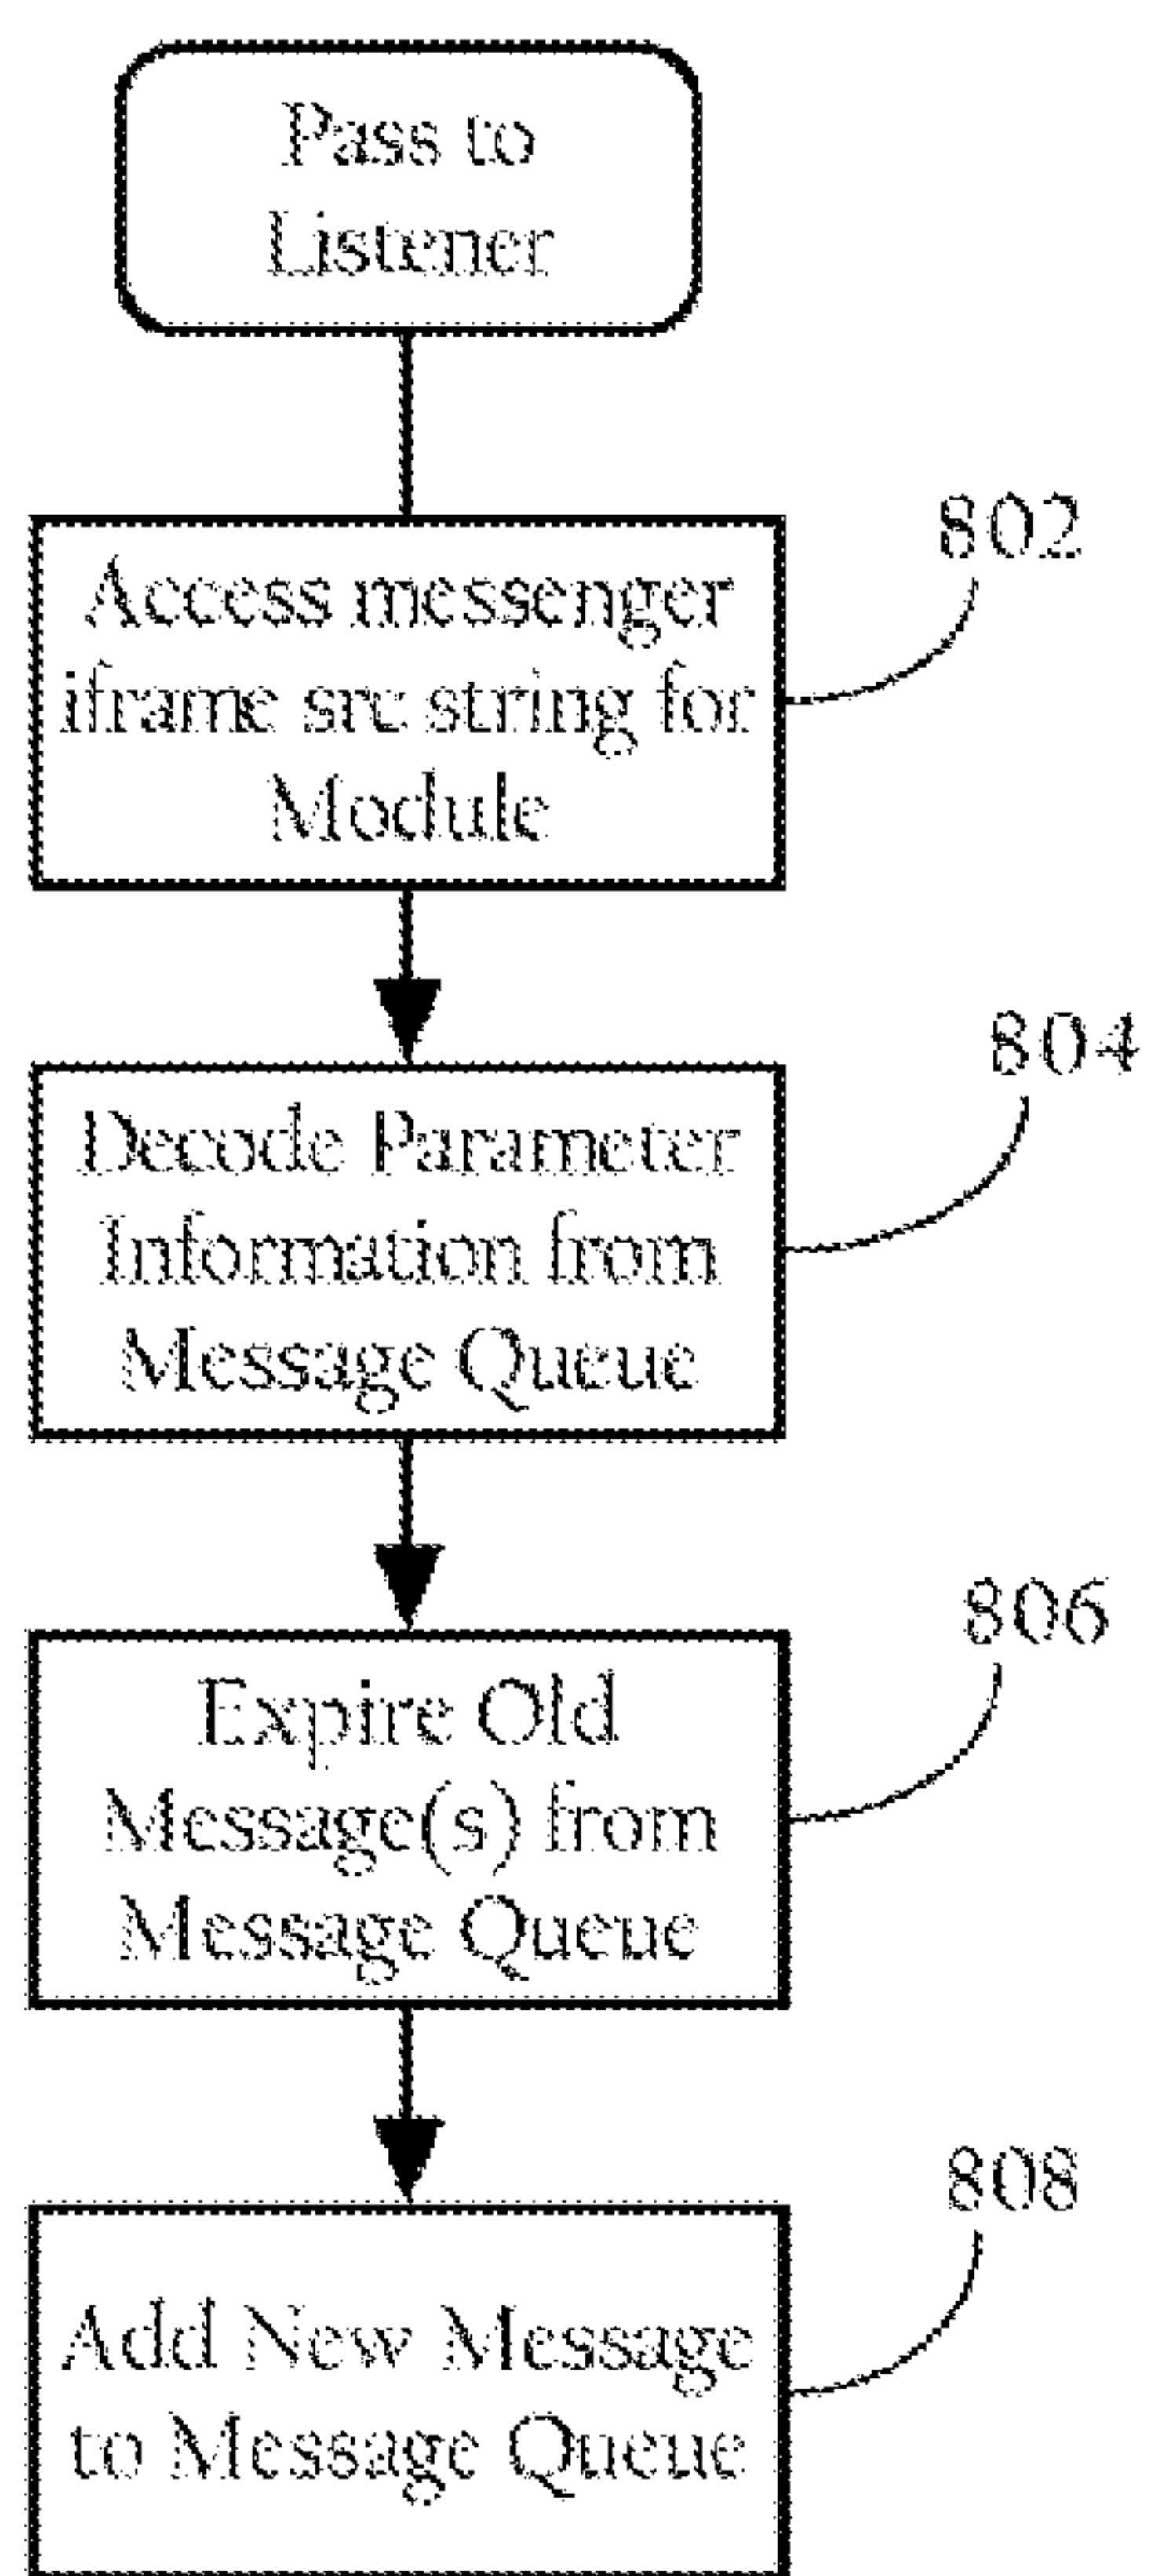 Pass to
Listener
802
Access messenger
iframe src string for
Module
804
Decode Parameter
Information from
Message Queue
806
Expire Old
Message(s) from
Message Queue
808
Add New Message
to Message Queue